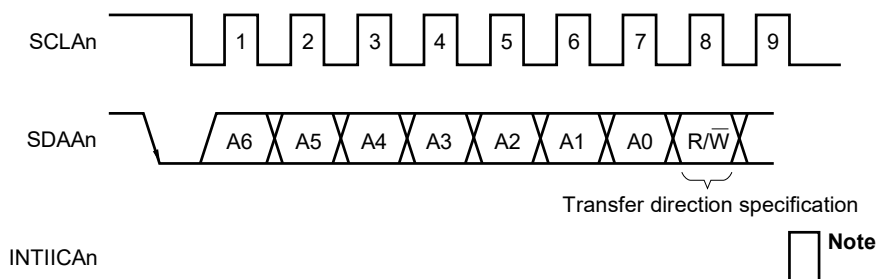 SCLAn 1 2 3 4 5 6 7 8 9
SDAAn A6 A5 A4 A3 A2 A1 A0 R/W̅
Transfer direction specification
INTIICAn Note